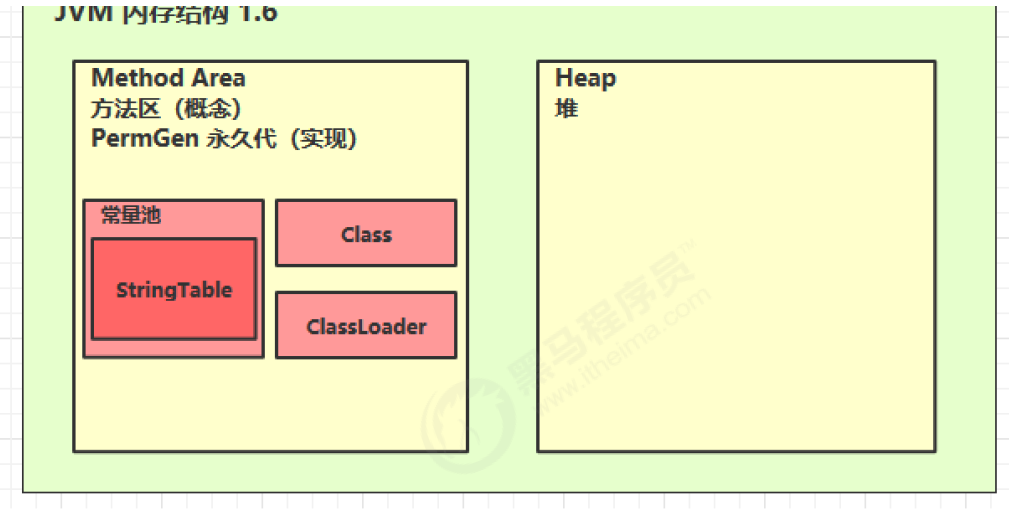 JVM 内存结构 1.6
Method Area
方法区（概念）
PermGen 永久代（实现）
常量池
StringTable
Class
ClassLoader
Heap
堆
黑马程序员™
www.itheima.com